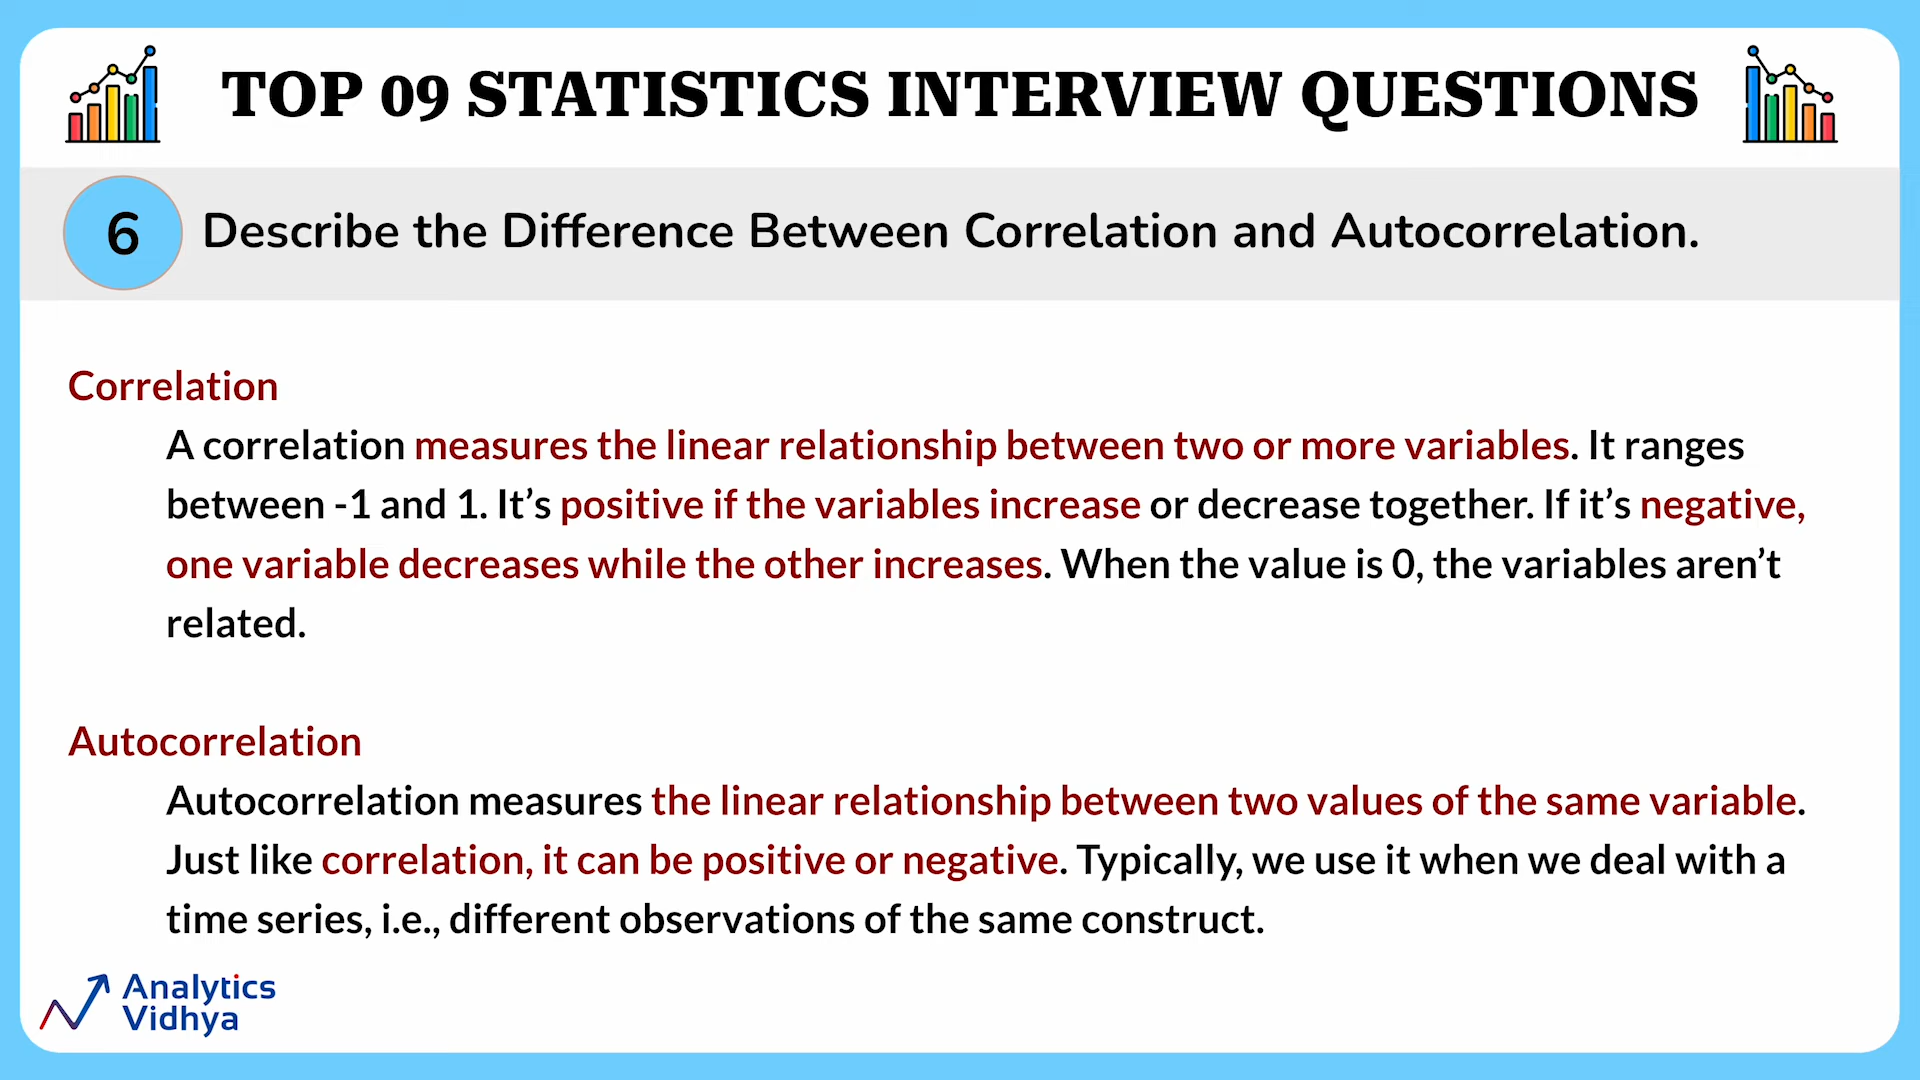 TOP 09 STATISTICS INTERVIEW QUESTIONS
6 Describe the Difference Between Correlation and Autocorrelation.
Correlation
A correlation measures the linear relationship between two or more variables. It ranges
between -1 and 1. It’s positive if the variables increase or decrease together. If it’s negative,
one variable decreases while the other increases. When the value is 0, the variables aren’t
related.
Autocorrelation
Autocorrelation measures the linear relationship between two values of the same variable.
Just like correlation, it can be positive or negative. Typically, we use it when we deal with a
time series, i.e., different observations of the same construct.
Analytics
Vidhya